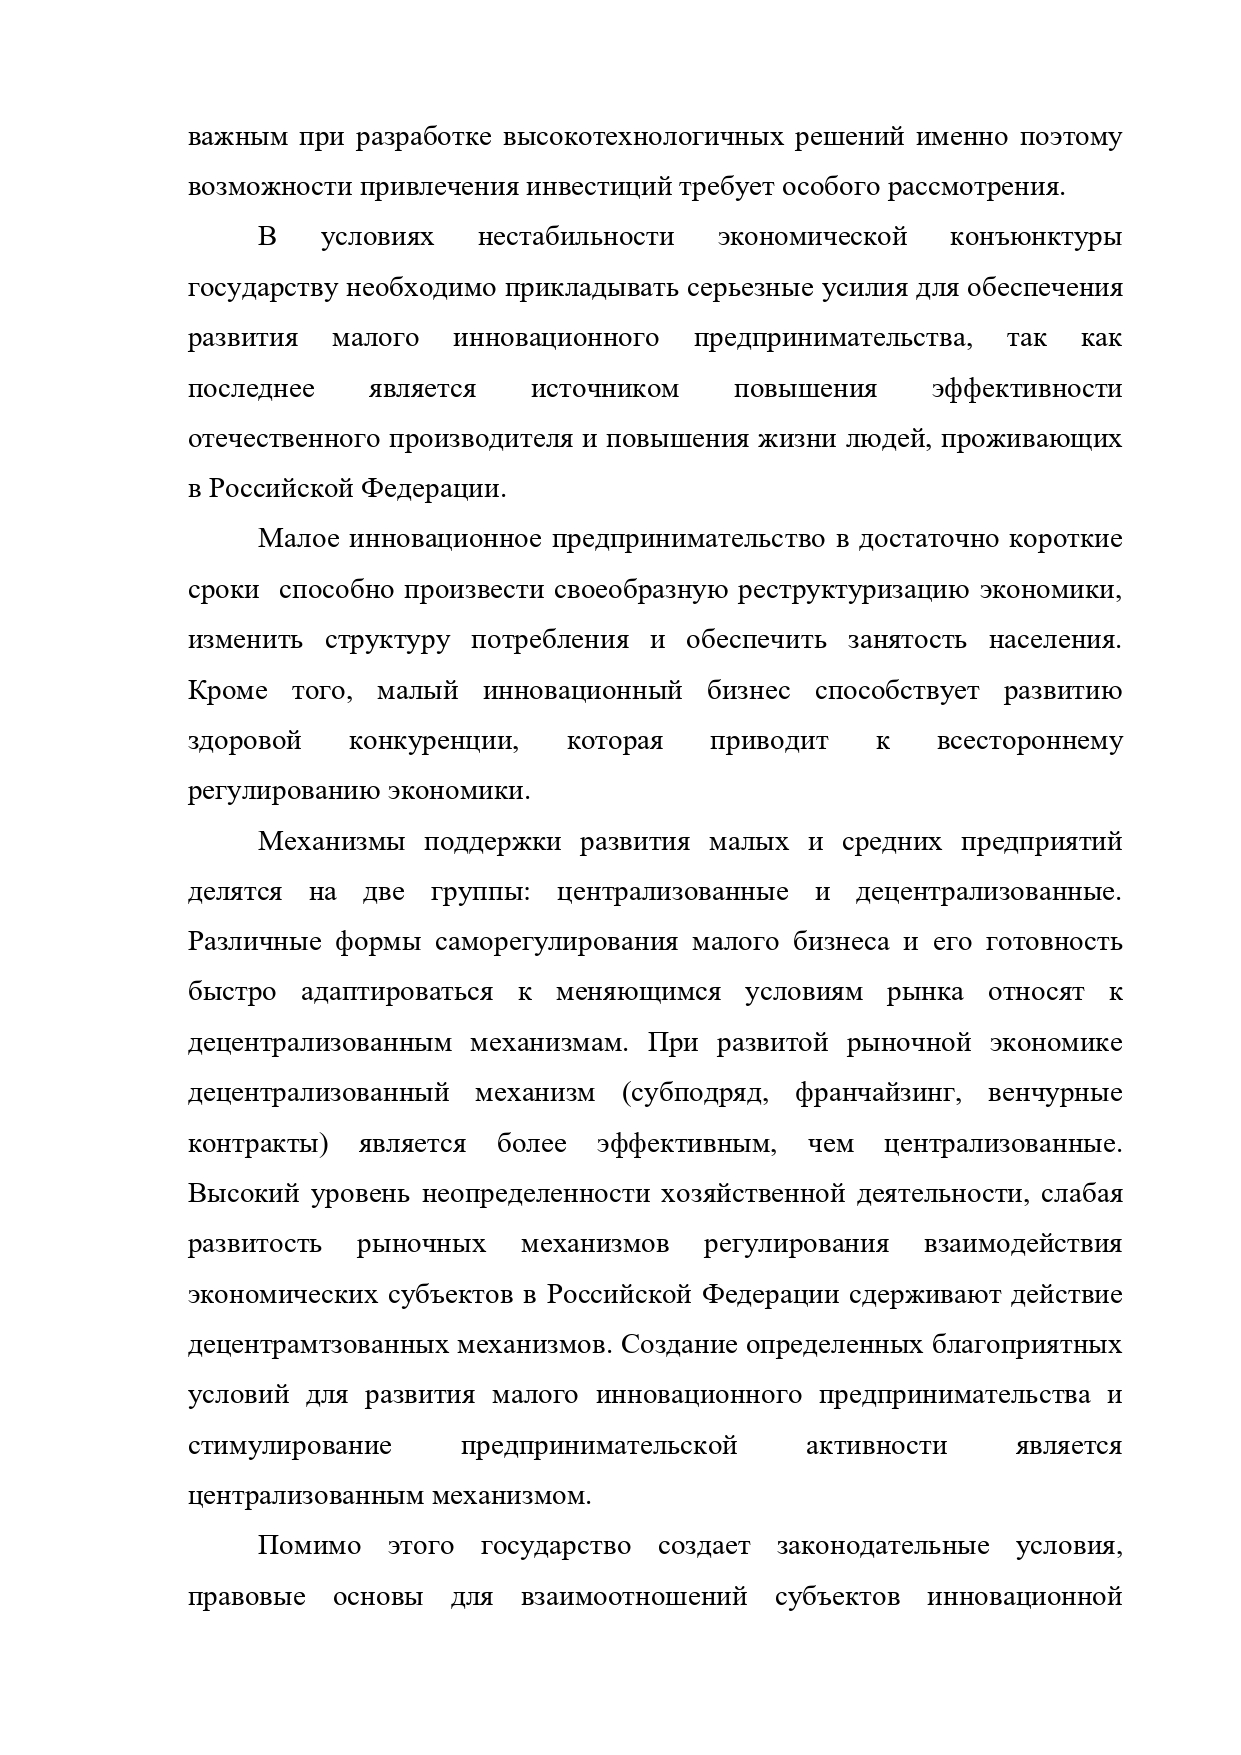 важным при разработке высокотехнологичных решений именно поэтому
возможности привлечения инвестиций требует особого рассмотрения.
В условиях нестабильности экономической конъюнктуры
государству необходимо прикладывать серьезные усилия для обеспечения
развития малого инновационного предпринимательства, так как
последнее является источником повышения эффективности
отечественного производителя и повышения жизни людей, проживающих
в Российской Федерации.
Малое инновационное предпринимательство в достаточно короткие
сроки  способно произвести своеобразную реструктуризацию экономики,
изменить структуру потребления и обеспечить занятость населения.
Кроме того, малый инновационный бизнес способствует развитию
здоровой конкуренции, которая приводит к всестороннему
регулированию экономики.
Механизмы поддержки развития малых и средних предприятий
делятся на две группы: централизованные и децентрализованные.
Различные формы саморегулирования малого бизнеса и его готовность
быстро адаптироваться к меняющимся условиям рынка относят к
децентрализованным механизмам. При развитой рыночной экономике
децентрализованный механизм (субподряд, франчайзинг, венчурные
контракты) является более эффективным, чем централизованные.
Высокий уровень неопределенности хозяйственной деятельности, слабая
развитость рыночных механизмов регулирования взаимодействия
экономических субъектов в Российской Федерации сдерживают действие
децентрамтзованных механизмов. Создание определенных благоприятных
условий для развития малого инновационного предпринимательства и
стимулирование предпринимательской активности является
централизованным механизмом.
Помимо этого государство создает законодательные условия,
правовые основы для взаимоотношений субъектов инновационной